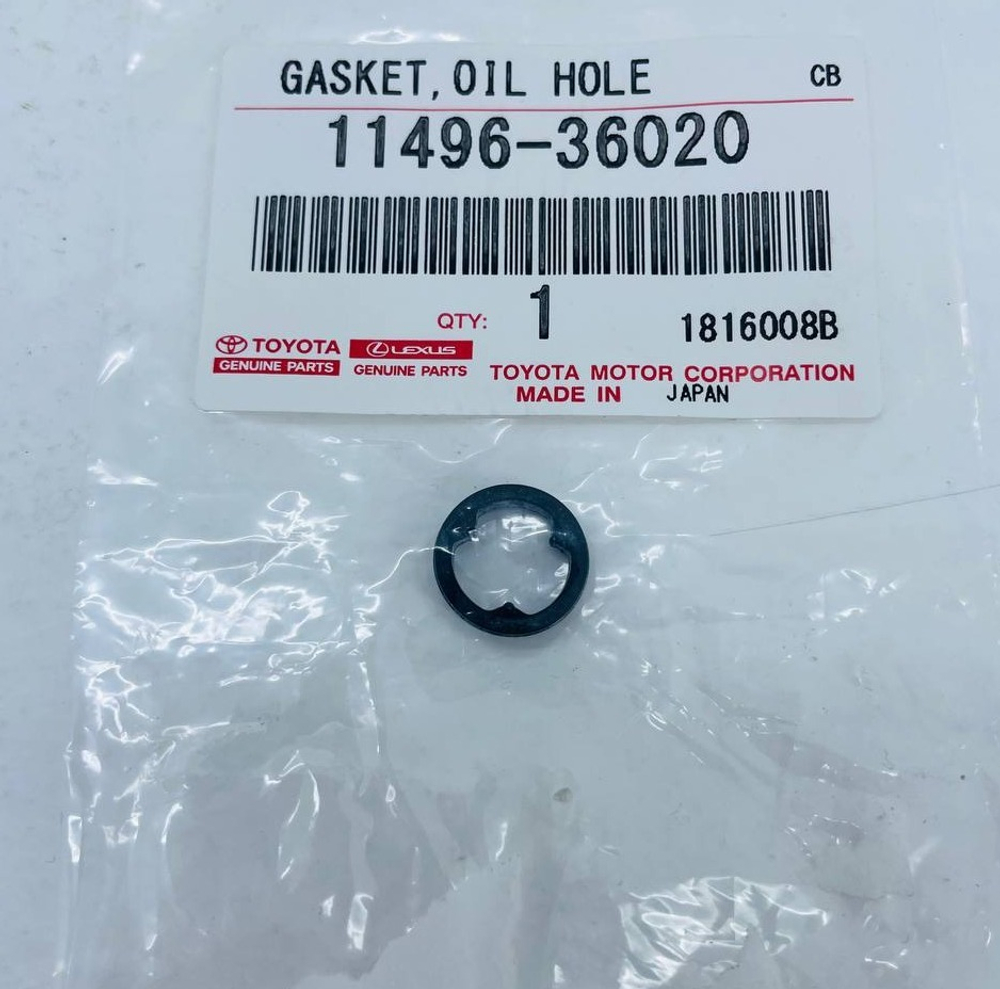 GASKET,OIL HOLE CB
11496-36020
QTY: 1 1816008B
TOYOTA LEXUS
GENUINE PARTS GENUINE PARTS
TOYOTA MOTOR CORPORATION
MADE IN JAPAN